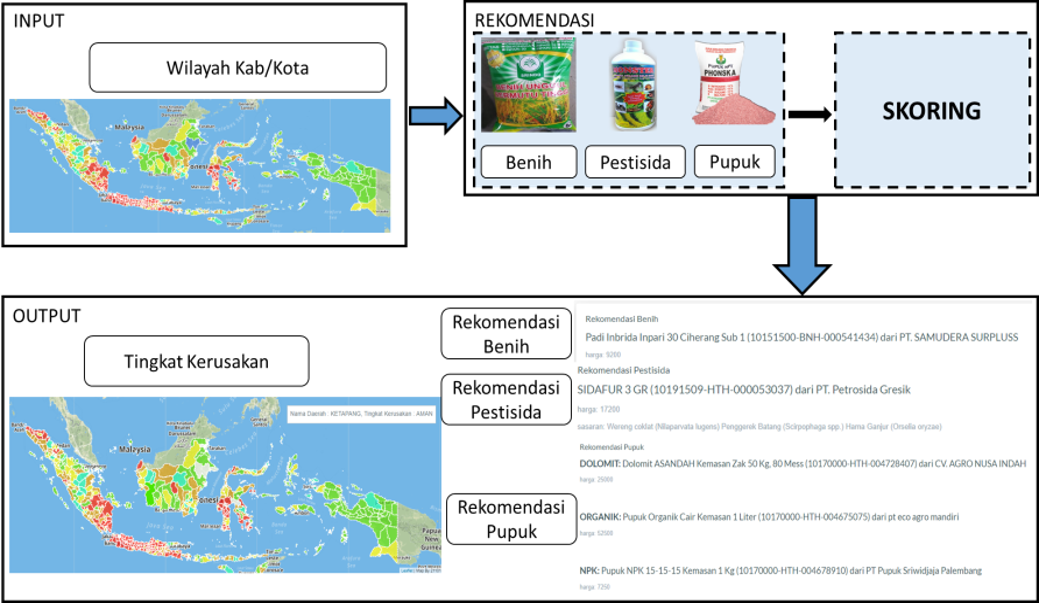 INPUT
Wilayah Kab/Kota
Malaysia
REKOMENDASI
BENIH UNGGUL
PHONSKA
Benih
Pestisida
Pupuk
SKORING
OUTPUT
Tingkat Kerusakan
Nama Daerah : KETAPANG, Tingkat Kerusakan : AMAN
Malaysia
Papua
New
Guinea
Rekomendasi
Benih
Rekomendasi Benih
Padi Inbrida Inpari 30 Ciherang Sub 1 (10151500-BNH-000541434) dari PT. SAMUDERA SURPLUSS
harga: 9200
Rekomendasi
Pestisida
Rekomendasi Pestisida
SIDAFUR 3 GR (10191509-HTH-000053037) dari PT. Petrosida Gresik
harga: 17200
sasaran: Wereng coklat (Nilaparvata lugens) Penggerek Batang (Scirpophaga spp.) Hama Ganjur (Orselia oryzae)
Rekomendasi
Pupuk
Rekomendasi Pupuk
DOLOMIT: Dolomit ASANDAH Kemasan Zak 50 Kg, 80 Mess (10170000-HTH-004728407) dari CV. AGRO NUSA INDAH
harga: 25000
ORGANIK: Pupuk Organik Cair Kemasan 1 Liter (10170000-HTH-004675075) dari pt eco agro mandiri
harga: 52500
NPK: Pupuk NPK 15-15-15 Kemasan 1 Kg (10170000-HTH-004678910) dari PT Pupuk Sriwidjaja Palembang
harga: 7250